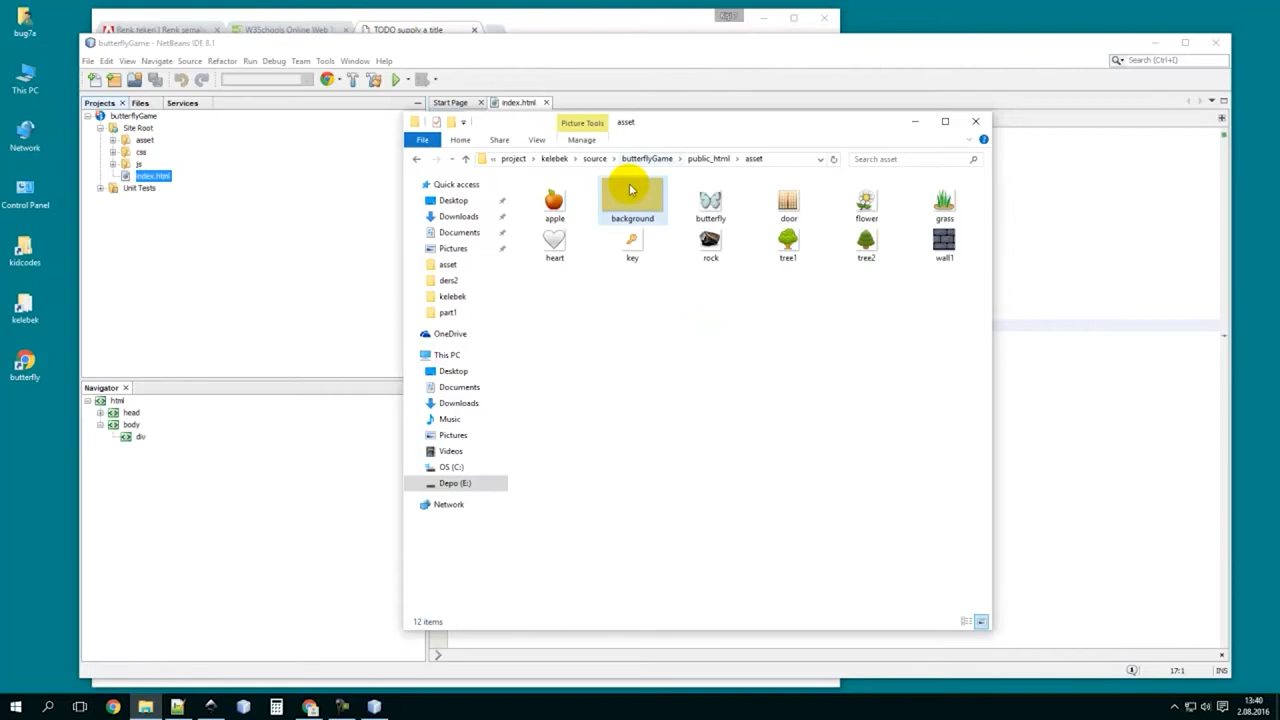 bug7a
This PC
Network
Control Panel
kidcodes
kelebek
butterfly
Renk tekeri | Renk şemala
W3Schools Online Web T
TODO supply a title
butterflyGame - NetBeans IDE 8.1
File Edit View Navigate Source Refactor Run Debug Team Tools Window Help
Search (Ctrl+I)
Projects Files Services
Start Page index.html
butterflyGame
Site Root
asset
css
js
index.html
Unit Tests
Navigator
html
head
body
div
Picture Tools asset
File Home Share View Manage
« project kelebek source butterflyGame public_html asset
Search asset
Quick access
Desktop
Downloads
Documents
Pictures
asset
ders2
kelebek
part1
OneDrive
This PC
Desktop
Documents
Downloads
Music
Pictures
Videos
OS (C:)
Depo (E:)
Network
apple background butterfly door flower grass
heart key rock tree1 tree2 wall1
12 items
17:1 INS
13:40
2.08.2016